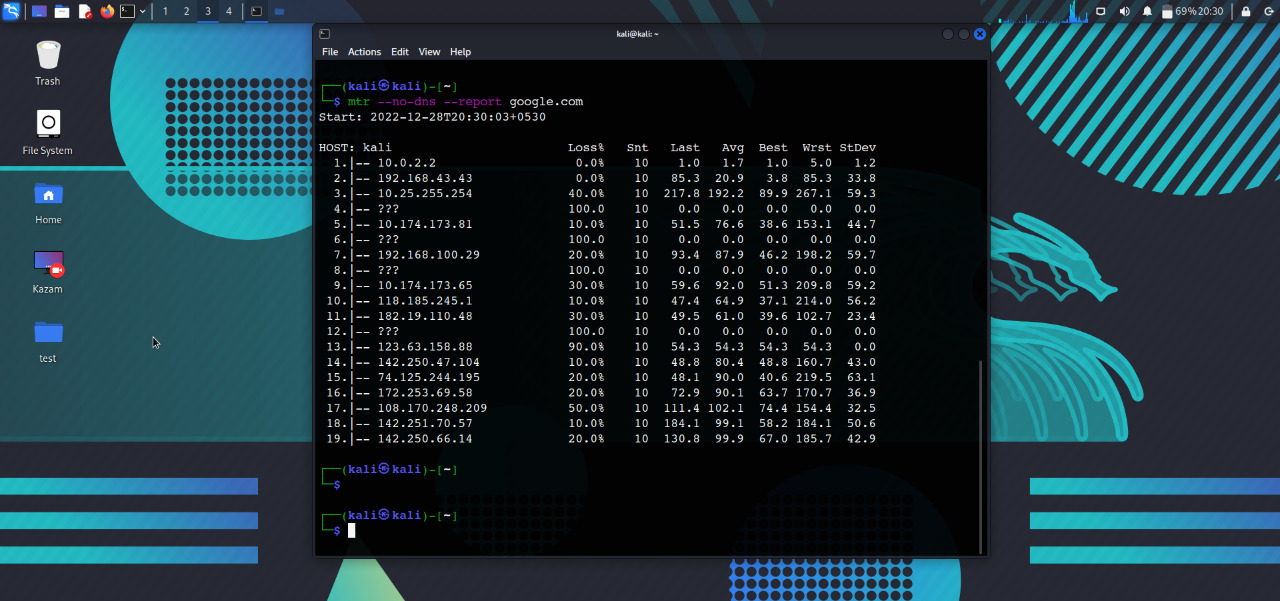 1 2 3 4
69% 20:30
Trash
File System
Home
Kazam
test
kali@kali: ~
File Actions Edit View Help
┌──(kali㉿kali)-[~]
└─$ mtr --no-dns --report google.com
Start: 2022-12-28T20:30:03+0530
HOST: kali Loss% Snt Last Avg Best Wrst StDev
1.|-- 10.0.2.2 0.0% 10 1.0 1.7 1.0 5.0 1.2
2.|-- 192.168.43.43 0.0% 10 85.3 20.9 3.8 85.3 33.8
3.|-- 10.25.255.254 40.0% 10 217.8 192.2 89.9 267.1 59.3
4.|-- ??? 100.0 10 0.0 0.0 0.0 0.0 0.0
5.|-- 10.174.173.81 10.0% 10 51.5 76.6 38.6 153.1 44.7
6.|-- ??? 100.0 10 0.0 0.0 0.0 0.0 0.0
7.|-- 192.168.100.29 20.0% 10 93.4 87.9 46.2 198.2 59.7
8.|-- ??? 100.0 10 0.0 0.0 0.0 0.0 0.0
9.|-- 10.174.173.65 30.0% 10 59.6 92.0 51.3 209.8 59.2
10.|-- 118.185.245.1 10.0% 10 47.4 64.9 37.1 214.0 56.2
11.|-- 182.19.110.48 30.0% 10 49.5 61.0 39.6 102.7 23.4
12.|-- ??? 100.0 10 0.0 0.0 0.0 0.0 0.0
13.|-- 123.63.158.88 90.0% 10 54.3 54.3 54.3 54.3 0.0
14.|-- 142.250.47.104 10.0% 10 48.8 80.4 48.8 160.7 43.0
15.|-- 74.125.244.195 20.0% 10 48.1 90.0 40.6 219.5 63.1
16.|-- 172.253.69.58 20.0% 10 72.9 90.1 63.7 170.7 36.9
17.|-- 108.170.248.209 50.0% 10 111.4 102.1 74.4 154.4 32.5
18.|-- 142.251.70.57 10.0% 10 184.1 99.1 58.2 184.1 50.6
19.|-- 142.250.66.14 20.0% 10 130.8 99.9 67.0 185.7 42.9
┌──(kali㉿kali)-[~]
└─$
┌──(kali㉿kali)-[~]
└─$